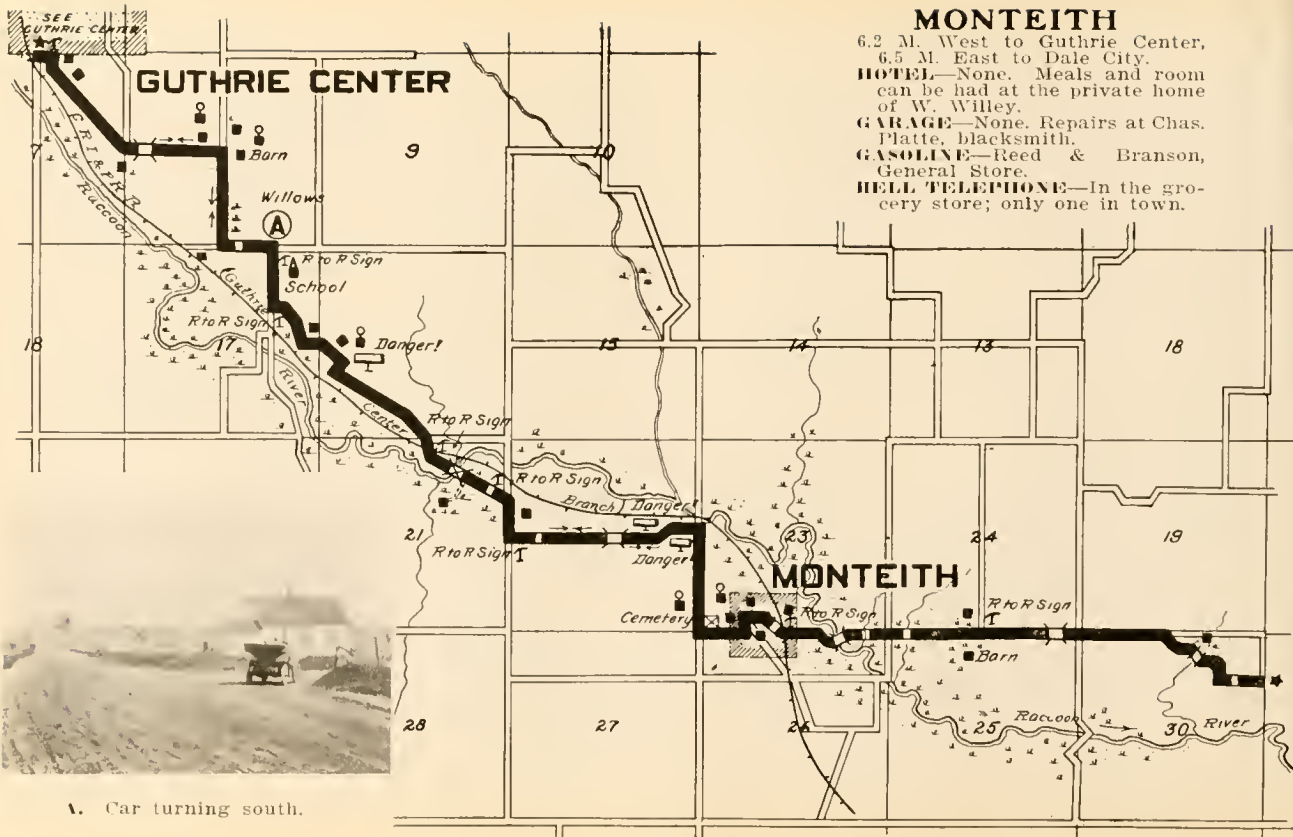 SEE
GUTHRIE CENTER
GUTHRIE CENTER
MONTEITH
6.2 M. West to Guthrie Center,
6.5 M. East to Dale City.
HOTEL—None. Meals and room
can be had at the private home
of W. Willey.
GARAGE—None. Repairs at Chas.
Platte, blacksmith.
GASOLINE—Reed & Branson,
General Store.
BELL TELEPHONE—In the gro-
cery store; only one in town.
7
C R I & P R R
Raccoon
Barn
9
10
Willows
A
R to R Sign
School
Guthrie
R to R Sign
Danger!
18
17
River
15
14
13
18
Center
R to R Sign
R to R Sign
Branch
Danger!
21
R to R Sign
Danger
23
24
19
MONTEITH
Cemetery
R to R Sign
R to R Sign
Barn
28
27
26
25
Raccoon
30
River
A. Car turning south.